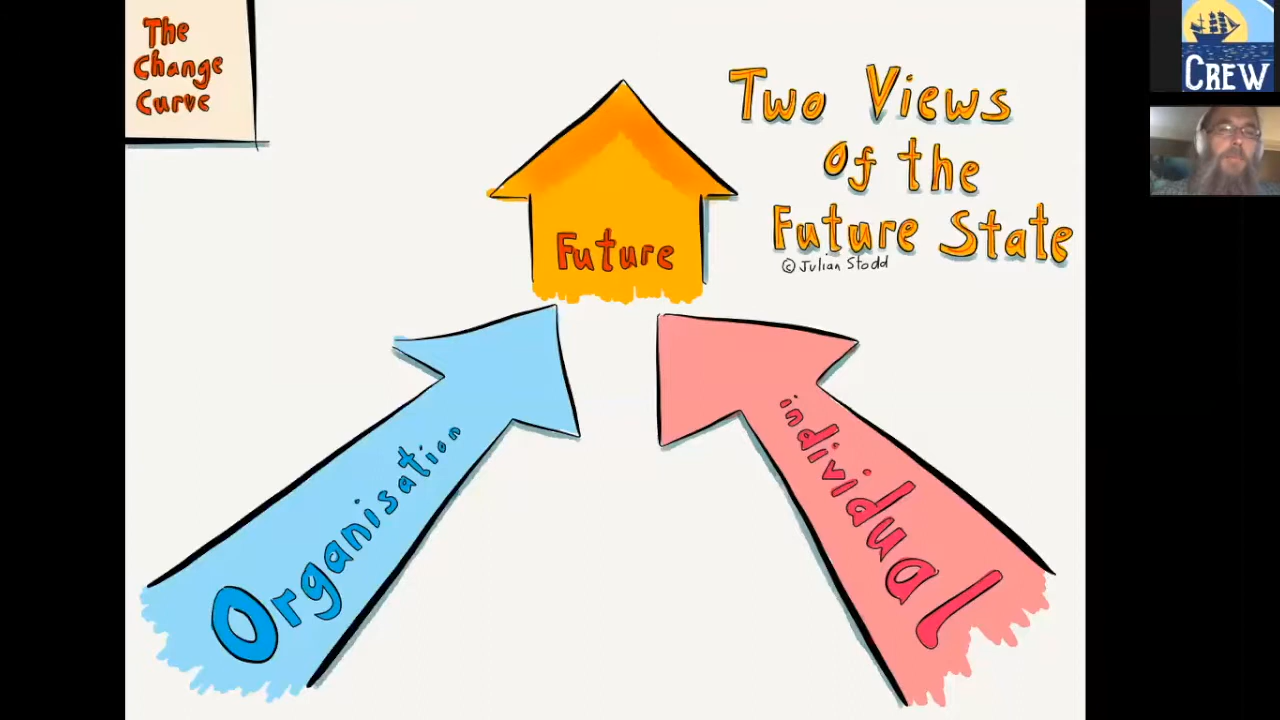 The
Change
Curve
Two Views
of the
Future State
© Julian Stodd
Future
Organisation
individual
CREW